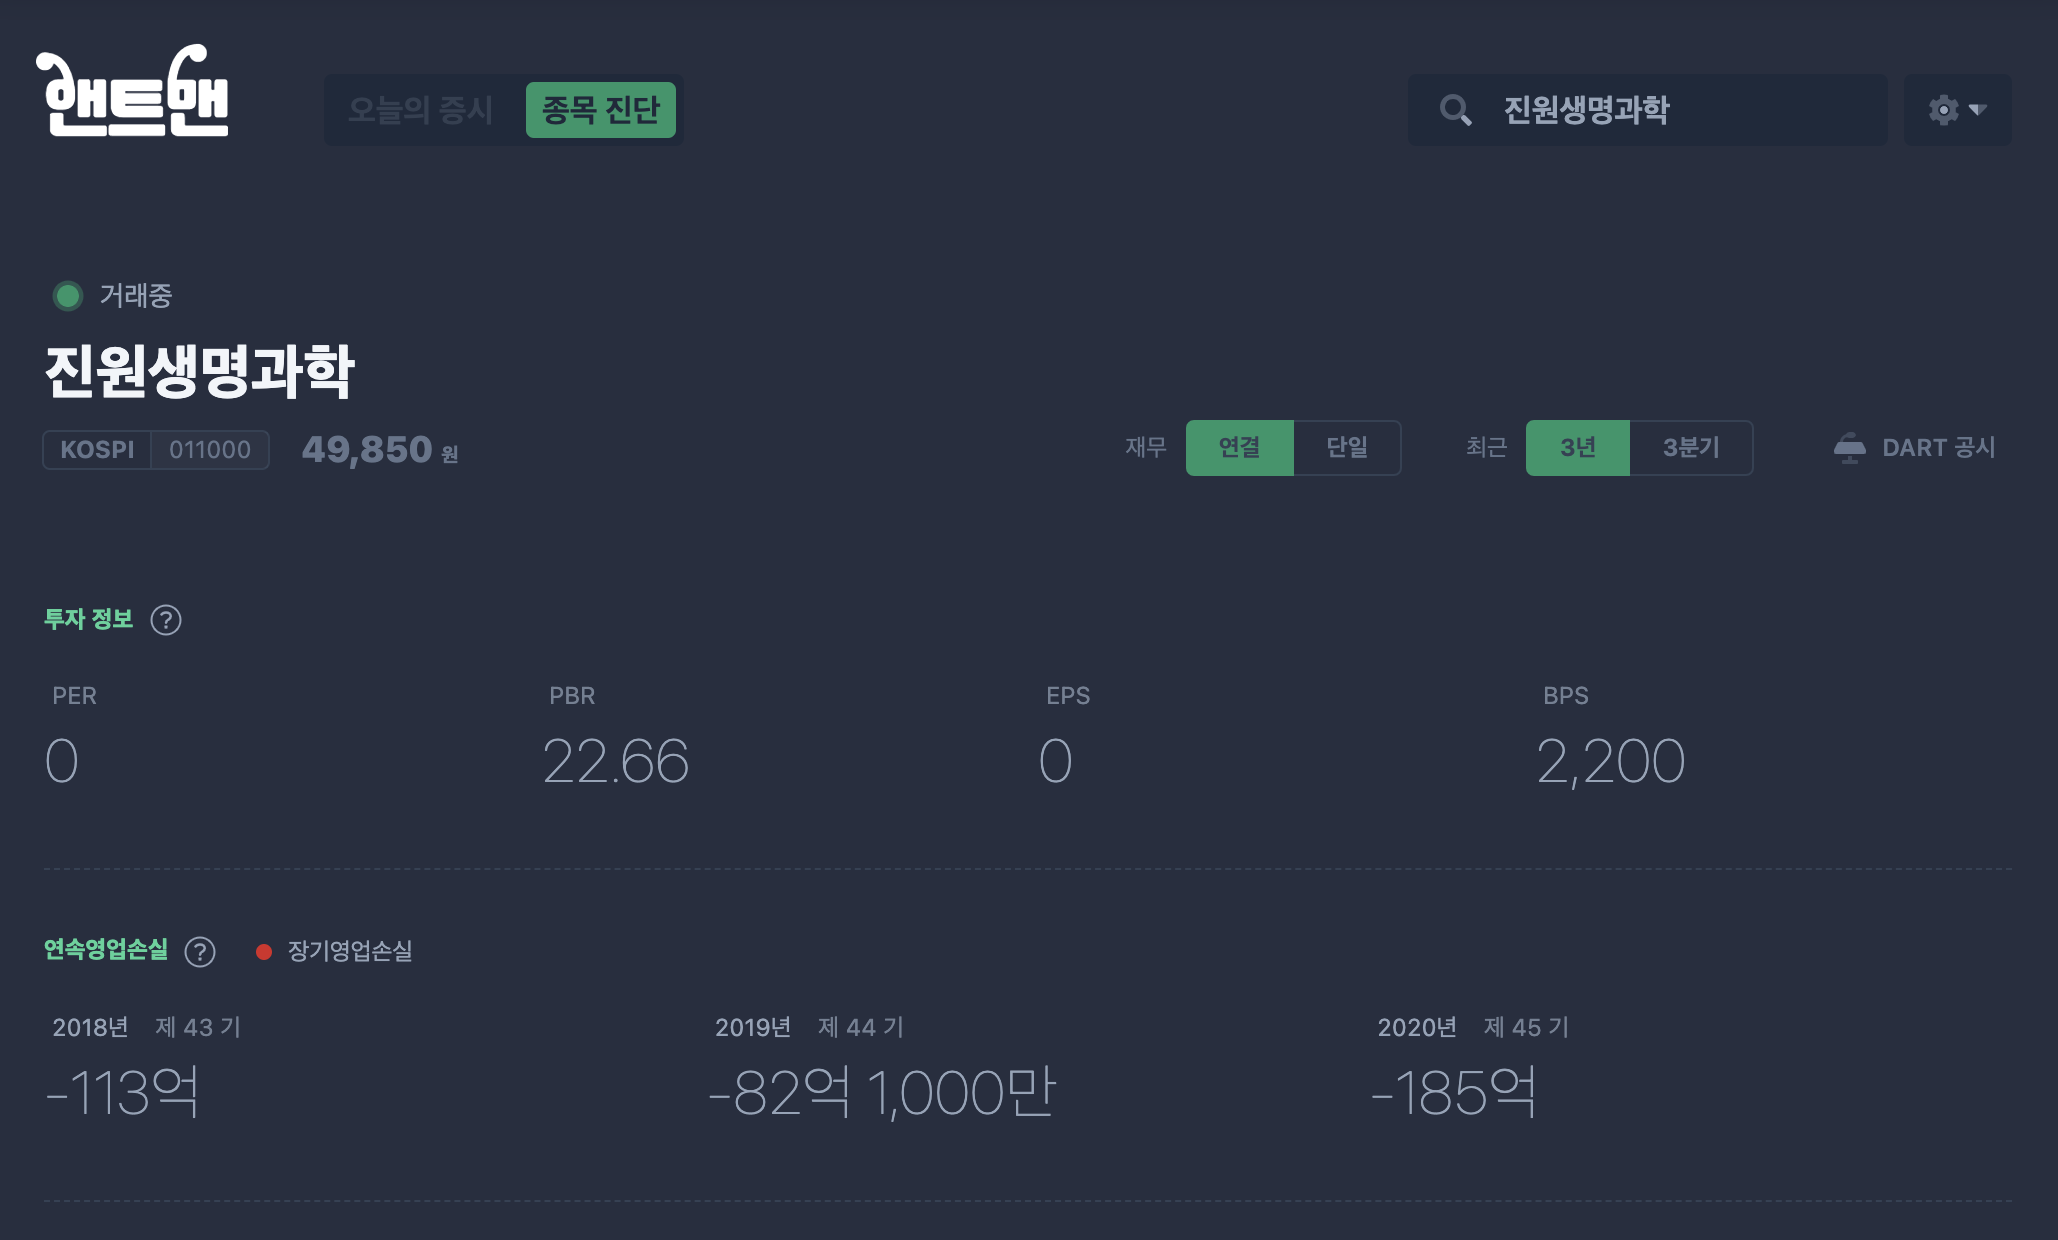 앤트맨
오늘의 증시 종목 진단 진원생명과학
거래중
진원생명과학
KOSPI 011000 49,850 원 재무 연결 단일 최근 3년 3분기 DART 공시
투자 정보 ?
PER PBR EPS BPS
0 22.66 0 2,200
연속영업손실 ? 장기영업손실
2018년 제 43 기 2019년 제 44 기 2020년 제 45 기
-113억 -82억 1,000만 -185억